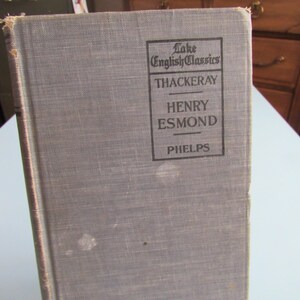 Lake
English Classics
THACKERAY
HENRY
ESMOND
PHELPS